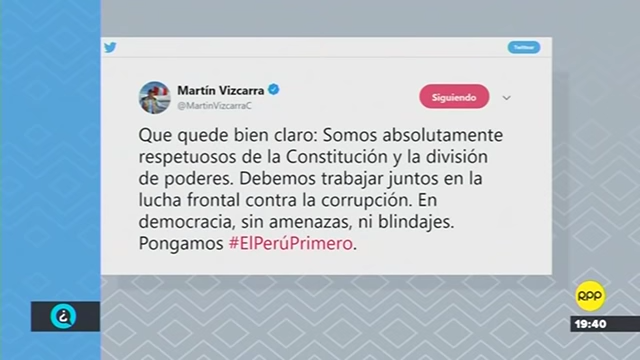 Twitter
Martín Vizcarra
@MartinVizcarraC
Siguiendo
Que quede bien claro: Somos absolutamente
respetuosos de la Constitución y la división
de poderes. Debemos trabajar juntos en la
lucha frontal contra la corrupción. En
democracia, sin amenazas, ni blindajes.
Pongamos #ElPerúPrimero.
¿
RPP
19:40